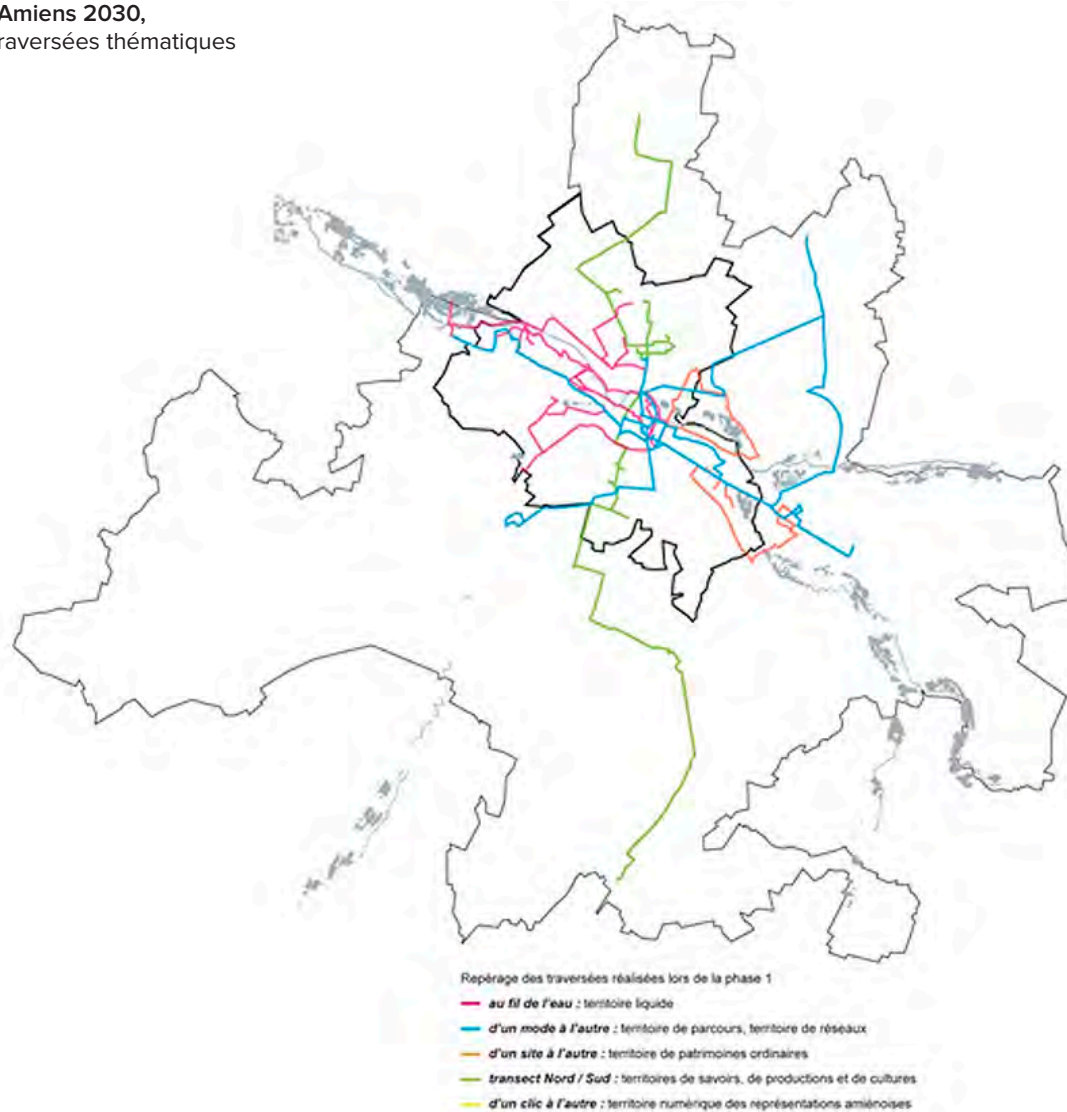 Amiens 2030,
raversées thématiques
Repérage des traversées réalisées lors de la phase 1
au fil de l'eau : territoire liquide
d'un mode à l'autre : territoire de parcours, territoire de réseaux
d'un site à l'autre : territoire de patrimoines ordinaires
transect Nord / Sud : territoires de savoirs, de productions et de cultures
d'un clic à l'autre : territoire numérique des représentations amiénoises